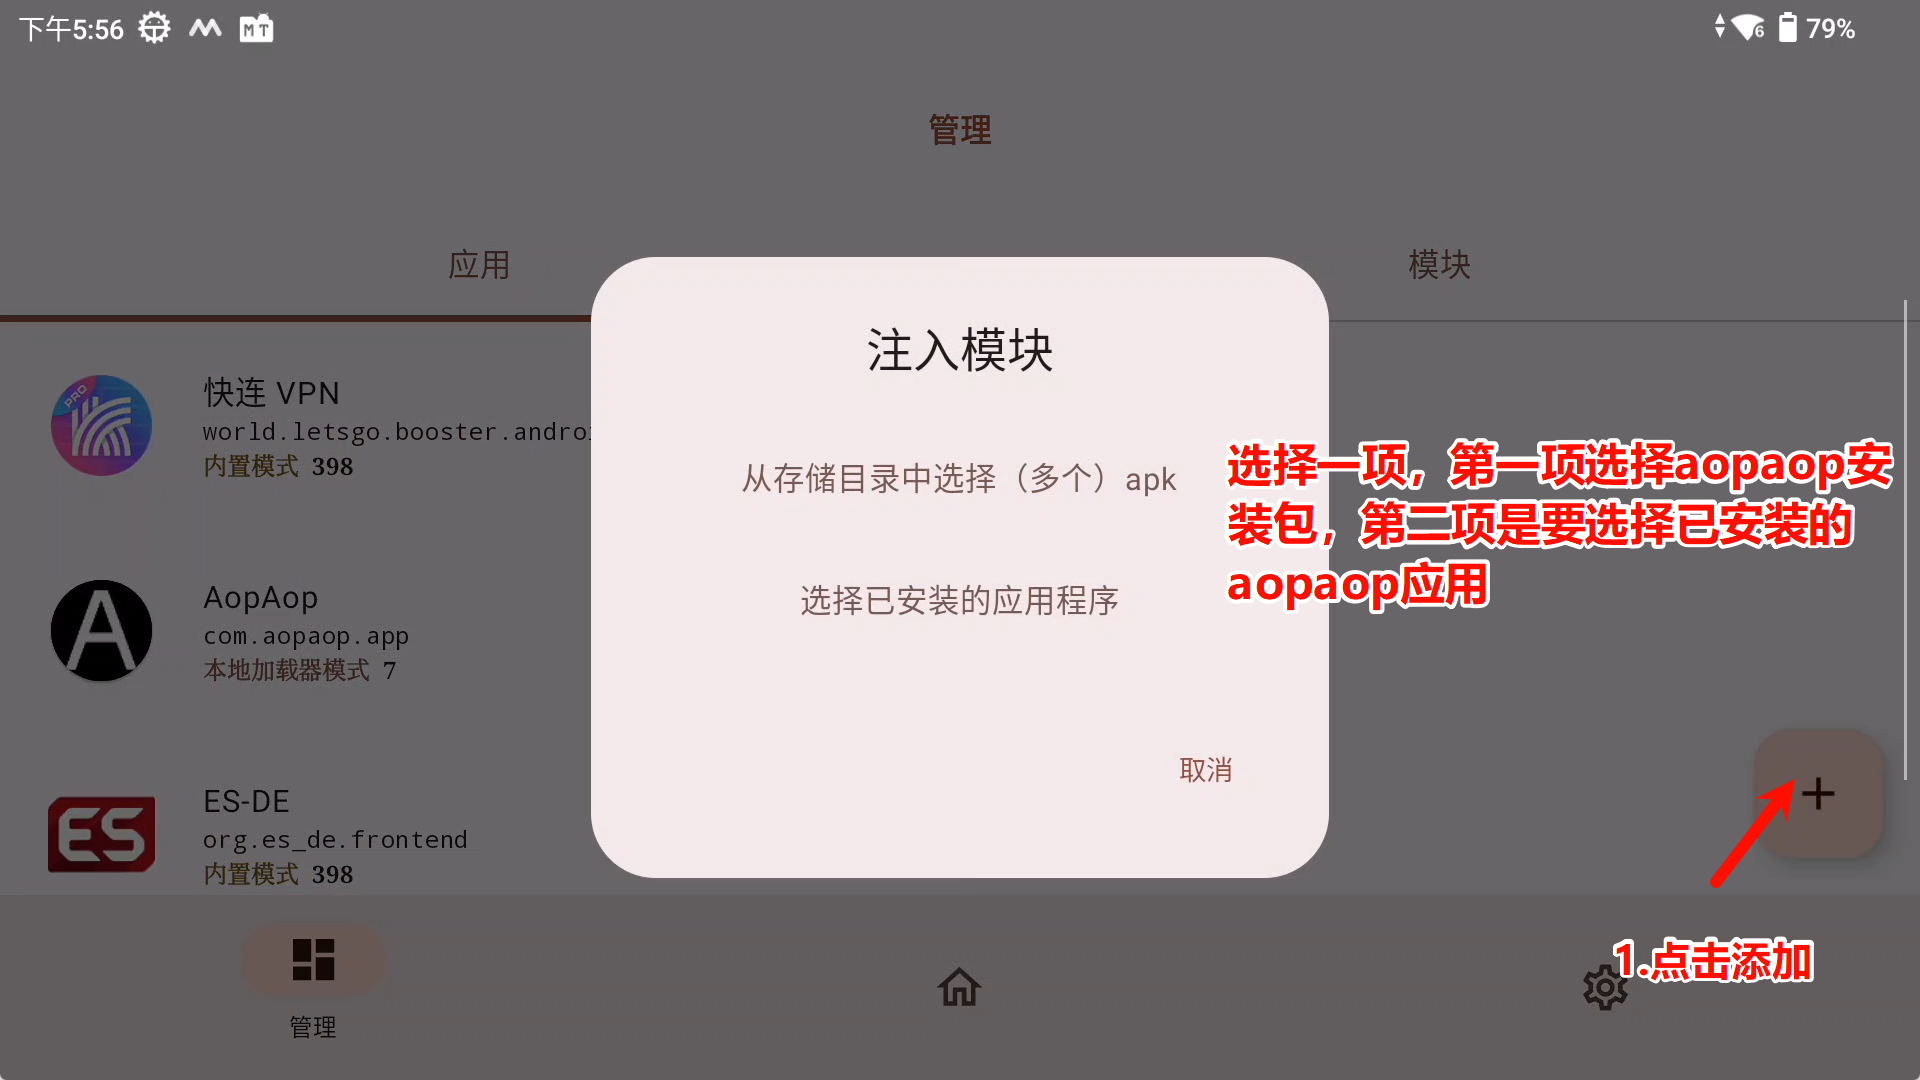 下午5:56
MT
6
79%
管理
应用
模块
注入模块
PRO
快连 VPN
world.letsgo.booster.androi
内置模式 398
从存储目录中选择（多个）apk
选择一项，第一项选择aopaop安
装包，第二项是要选择已安装的
aopaop应用
选择已安装的应用程序
A
AopAop
com.aopaop.app
本地加载器模式 7
取消
ES
ES-DE
org.es_de.frontend
内置模式 398
1.点击添加
管理